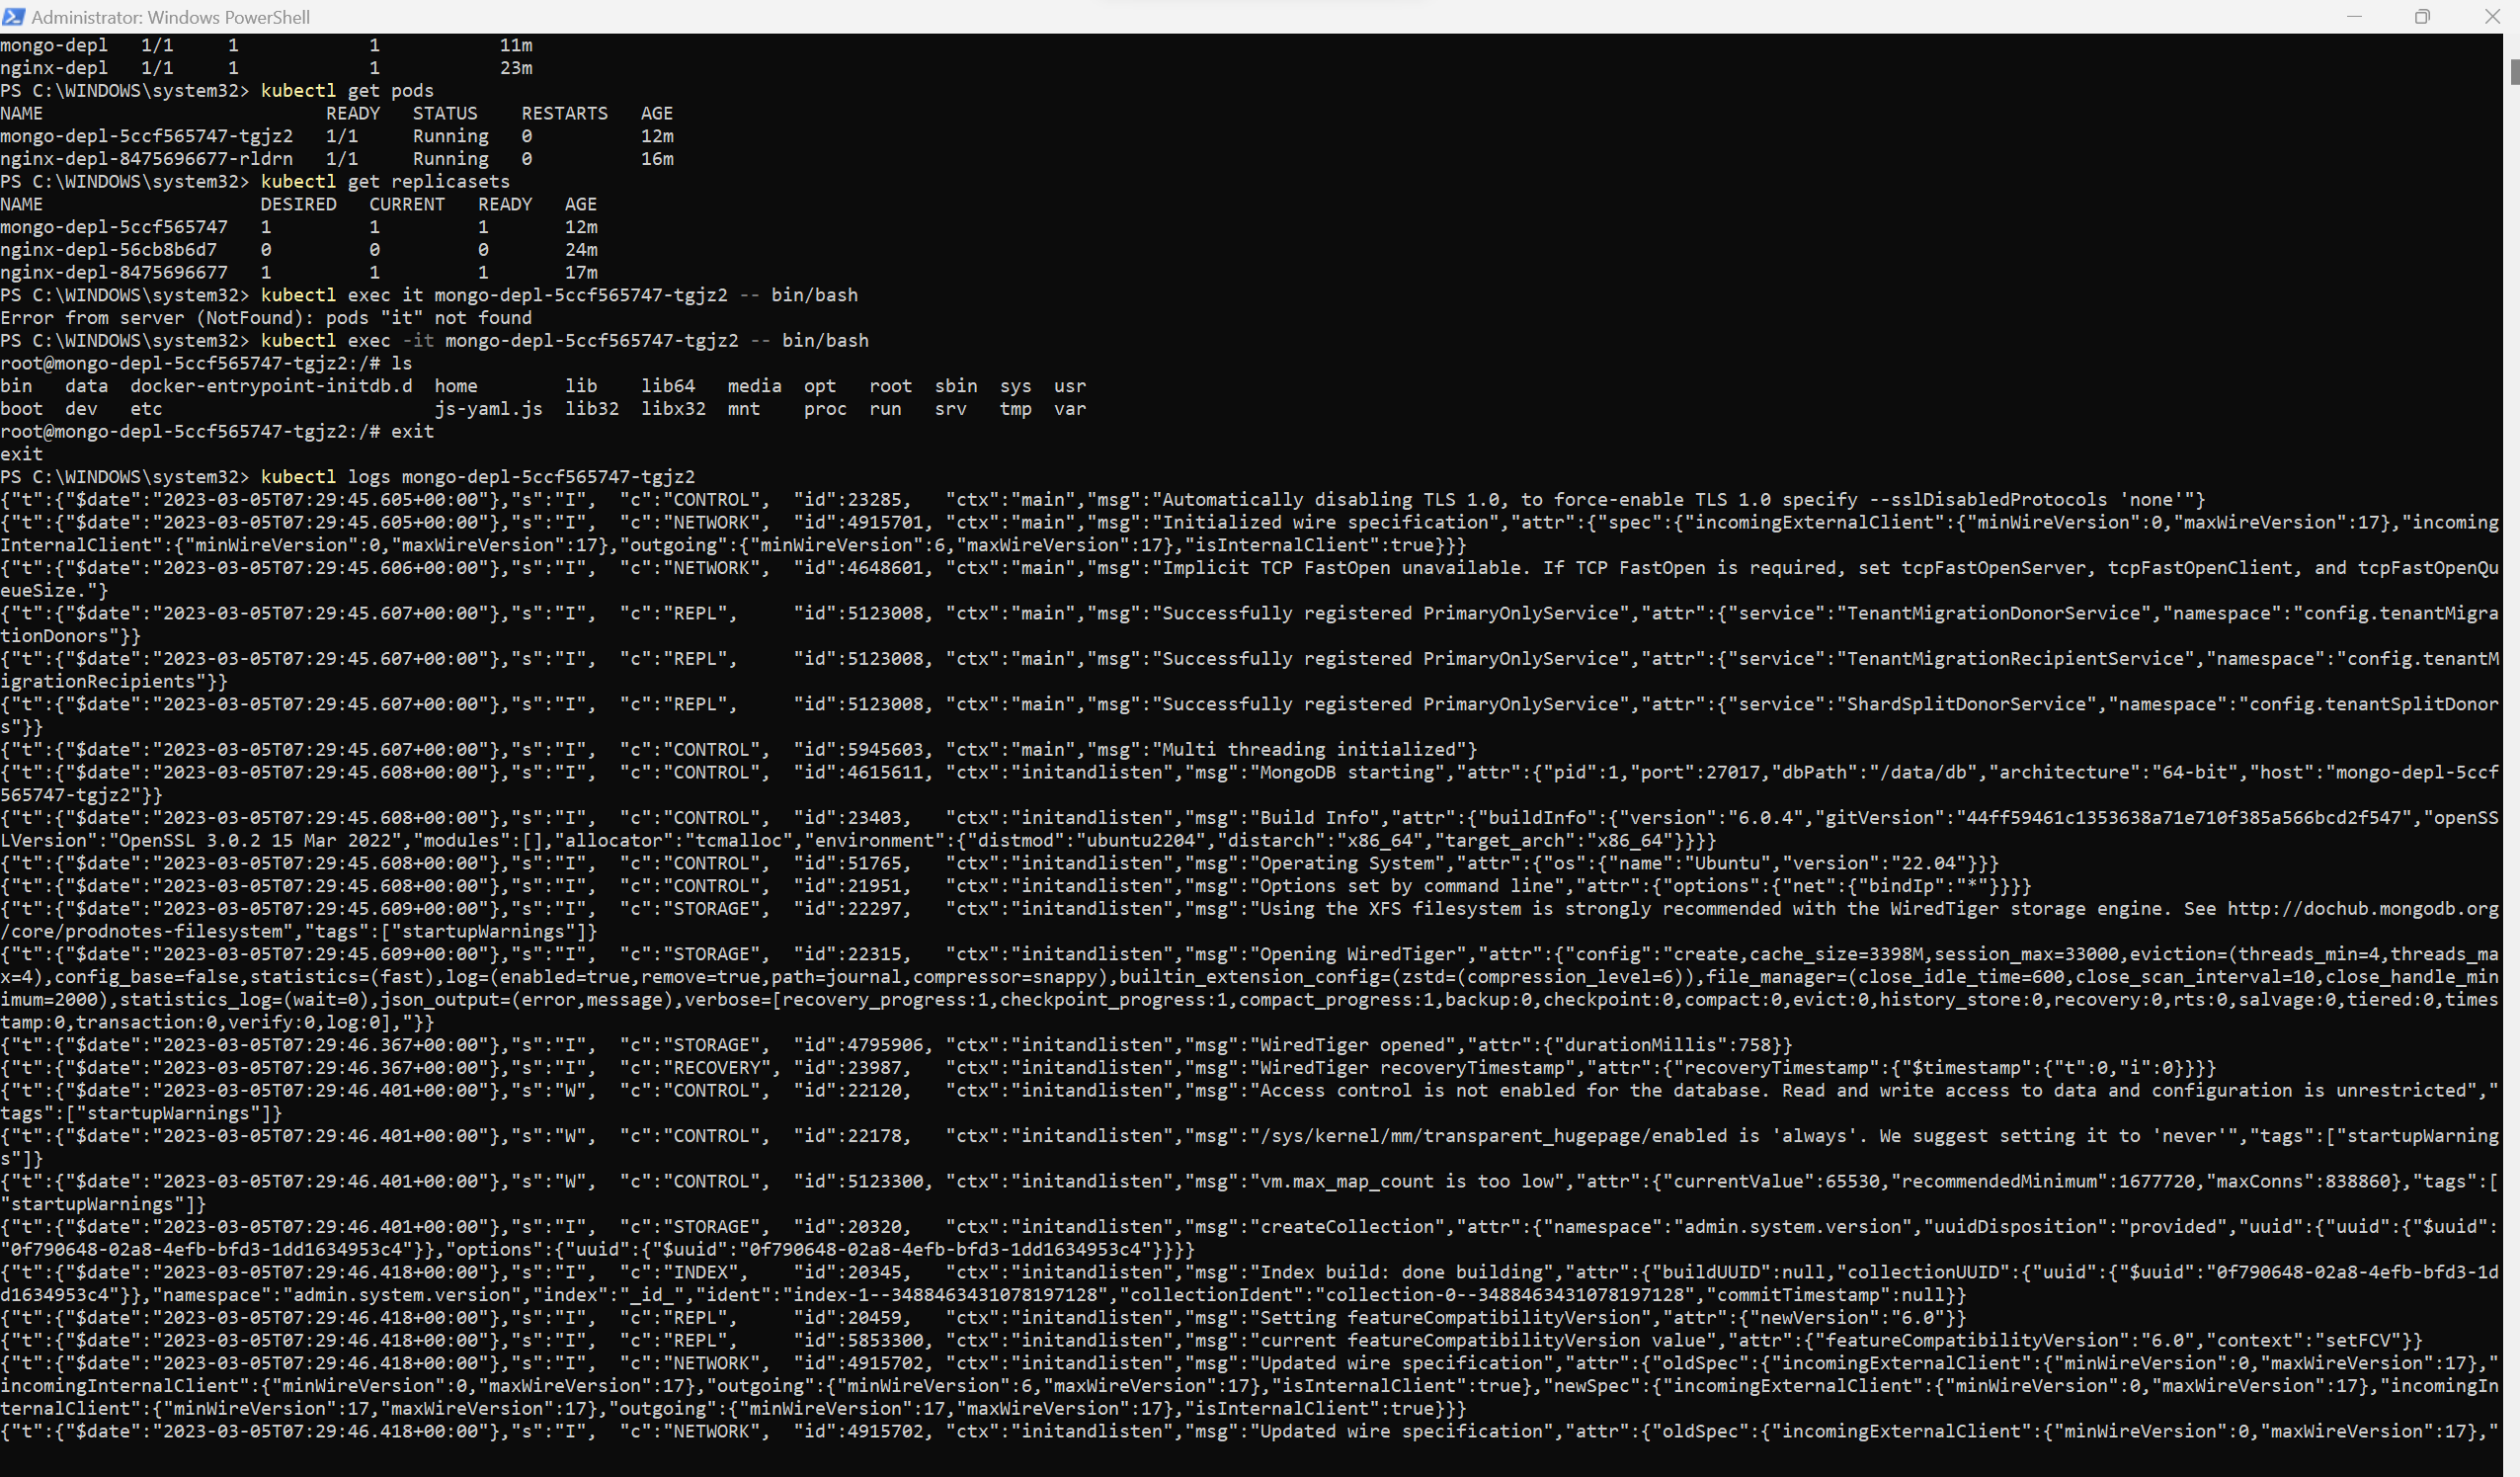 Administrator: Windows PowerShell
mongo-depl   1/1     1            1           11m
nginx-depl   1/1     1            1           23m
PS C:\WINDOWS\system32> kubectl get pods
NAME                          READY   STATUS    RESTARTS   AGE
mongo-depl-5ccf565747-tgjz2   1/1     Running   0          12m
nginx-depl-8475696677-rldrn   1/1     Running   0          16m
PS C:\WINDOWS\system32> kubectl get replicasets
NAME                    DESIRED   CURRENT   READY   AGE
mongo-depl-5ccf565747   1         1         1       12m
nginx-depl-56cb8b6d7    0         0         0       24m
nginx-depl-8475696677   1         1         1       17m
PS C:\WINDOWS\system32> kubectl exec it mongo-depl-5ccf565747-tgjz2 -- bin/bash
Error from server (NotFound): pods "it" not found
PS C:\WINDOWS\system32> kubectl exec -it mongo-depl-5ccf565747-tgjz2 -- bin/bash
root@mongo-depl-5ccf565747-tgjz2:/# ls
bin   data  docker-entrypoint-initdb.d  home        lib    lib64   media  opt   root  sbin  sys  usr
boot  dev   etc                         js-yaml.js  lib32  libx32  mnt    proc  run   srv   tmp  var
root@mongo-depl-5ccf565747-tgjz2:/# exit
exit
PS C:\WINDOWS\system32> kubectl logs mongo-depl-5ccf565747-tgjz2
{"t":{"$date":"2023-03-05T07:29:45.605+00:00"},"s":"I",  "c":"CONTROL",  "id":23285,   "ctx":"main","msg":"Automatically disabling TLS 1.0, to force-enable TLS 1.0 specify --sslDisabledProtocols 'none'"}
{"t":{"$date":"2023-03-05T07:29:45.605+00:00"},"s":"I",  "c":"NETWORK",  "id":4915701, "ctx":"main","msg":"Initialized wire specification","attr":{"spec":{"incomingExternalClient":{"minWireVersion":0,"maxWireVersion":17},"incoming
InternalClient":{"minWireVersion":0,"maxWireVersion":17},"outgoing":{"minWireVersion":6,"maxWireVersion":17},"isInternalClient":true}}}
{"t":{"$date":"2023-03-05T07:29:45.606+00:00"},"s":"I",  "c":"NETWORK",  "id":4648601, "ctx":"main","msg":"Implicit TCP FastOpen unavailable. If TCP FastOpen is required, set tcpFastOpenServer, tcpFastOpenClient, and tcpFastOpenQu
eueSize."}
{"t":{"$date":"2023-03-05T07:29:45.607+00:00"},"s":"I",  "c":"REPL",     "id":5123008, "ctx":"main","msg":"Successfully registered PrimaryOnlyService","attr":{"service":"TenantMigrationDonorService","namespace":"config.tenantMigra
tionDonors"}}
{"t":{"$date":"2023-03-05T07:29:45.607+00:00"},"s":"I",  "c":"REPL",     "id":5123008, "ctx":"main","msg":"Successfully registered PrimaryOnlyService","attr":{"service":"TenantMigrationRecipientService","namespace":"config.tenantM
igrationRecipients"}}
{"t":{"$date":"2023-03-05T07:29:45.607+00:00"},"s":"I",  "c":"REPL",     "id":5123008, "ctx":"main","msg":"Successfully registered PrimaryOnlyService","attr":{"service":"ShardSplitDonorService","namespace":"config.tenantSplitDonor
s"}}
{"t":{"$date":"2023-03-05T07:29:45.607+00:00"},"s":"I",  "c":"CONTROL",  "id":5945603, "ctx":"main","msg":"Multi threading initialized"}
{"t":{"$date":"2023-03-05T07:29:45.608+00:00"},"s":"I",  "c":"CONTROL",  "id":4615611, "ctx":"initandlisten","msg":"MongoDB starting","attr":{"pid":1,"port":27017,"dbPath":"/data/db","architecture":"64-bit","host":"mongo-depl-5ccf
565747-tgjz2"}}
{"t":{"$date":"2023-03-05T07:29:45.608+00:00"},"s":"I",  "c":"CONTROL",  "id":23403,   "ctx":"initandlisten","msg":"Build Info","attr":{"buildInfo":{"version":"6.0.4","gitVersion":"44ff59461c1353638a71e710f385a566bcd2f547","openSS
LVersion":"OpenSSL 3.0.2 15 Mar 2022","modules":[],"allocator":"tcmalloc","environment":{"distmod":"ubuntu2204","distarch":"x86_64","target_arch":"x86_64"}}}}
{"t":{"$date":"2023-03-05T07:29:45.608+00:00"},"s":"I",  "c":"CONTROL",  "id":51765,   "ctx":"initandlisten","msg":"Operating System","attr":{"os":{"name":"Ubuntu","version":"22.04"}}}
{"t":{"$date":"2023-03-05T07:29:45.608+00:00"},"s":"I",  "c":"CONTROL",  "id":21951,   "ctx":"initandlisten","msg":"Options set by command line","attr":{"options":{"net":{"bindIp":"*"}}}}
{"t":{"$date":"2023-03-05T07:29:45.609+00:00"},"s":"I",  "c":"STORAGE",  "id":22297,   "ctx":"initandlisten","msg":"Using the XFS filesystem is strongly recommended with the WiredTiger storage engine. See http://dochub.mongodb.org
/core/prodnotes-filesystem","tags":["startupWarnings"]}
{"t":{"$date":"2023-03-05T07:29:45.609+00:00"},"s":"I",  "c":"STORAGE",  "id":22315,   "ctx":"initandlisten","msg":"Opening WiredTiger","attr":{"config":"create,cache_size=3398M,session_max=33000,eviction=(threads_min=4,threads_ma
x=4),config_base=false,statistics=(fast),log=(enabled=true,remove=true,path=journal,compressor=snappy),builtin_extension_config=(zstd=(compression_level=6)),file_manager=(close_idle_time=600,close_scan_interval=10,close_handle_min
imum=2000),statistics_log=(wait=0),json_output=(error,message),verbose=[recovery_progress:1,checkpoint_progress:1,compact_progress:1,backup:0,checkpoint:0,compact:0,evict:0,history_store:0,recovery:0,rts:0,salvage:0,tiered:0,times
tamp:0,transaction:0,verify:0,log:0],"}}
{"t":{"$date":"2023-03-05T07:29:46.367+00:00"},"s":"I",  "c":"STORAGE",  "id":4795906, "ctx":"initandlisten","msg":"WiredTiger opened","attr":{"durationMillis":758}}
{"t":{"$date":"2023-03-05T07:29:46.367+00:00"},"s":"I",  "c":"RECOVERY", "id":23987,   "ctx":"initandlisten","msg":"WiredTiger recoveryTimestamp","attr":{"recoveryTimestamp":{"$timestamp":{"t":0,"i":0}}}}
{"t":{"$date":"2023-03-05T07:29:46.401+00:00"},"s":"W",  "c":"CONTROL",  "id":22120,   "ctx":"initandlisten","msg":"Access control is not enabled for the database. Read and write access to data and configuration is unrestricted","
tags":["startupWarnings"]}
{"t":{"$date":"2023-03-05T07:29:46.401+00:00"},"s":"W",  "c":"CONTROL",  "id":22178,   "ctx":"initandlisten","msg":"/sys/kernel/mm/transparent_hugepage/enabled is 'always'. We suggest setting it to 'never'","tags":["startupWarning
s"]}
{"t":{"$date":"2023-03-05T07:29:46.401+00:00"},"s":"W",  "c":"CONTROL",  "id":5123300, "ctx":"initandlisten","msg":"vm.max_map_count is too low","attr":{"currentValue":65530,"recommendedMinimum":1677720,"maxConns":838860},"tags":[
"startupWarnings"]}
{"t":{"$date":"2023-03-05T07:29:46.401+00:00"},"s":"I",  "c":"STORAGE",  "id":20320,   "ctx":"initandlisten","msg":"createCollection","attr":{"namespace":"admin.system.version","uuidDisposition":"provided","uuid":{"uuid":{"$uuid":
"0f790648-02a8-4efb-bfd3-1dd1634953c4"}},"options":{"uuid":{"$uuid":"0f790648-02a8-4efb-bfd3-1dd1634953c4"}}}}
{"t":{"$date":"2023-03-05T07:29:46.418+00:00"},"s":"I",  "c":"INDEX",    "id":20345,   "ctx":"initandlisten","msg":"Index build: done building","attr":{"buildUUID":null,"collectionUUID":{"uuid":{"$uuid":"0f790648-02a8-4efb-bfd3-1d
d1634953c4"}},"namespace":"admin.system.version","index":"_id_","ident":"index-1--3488463431078197128","collectionIdent":"collection-0--3488463431078197128","commitTimestamp":null}}
{"t":{"$date":"2023-03-05T07:29:46.418+00:00"},"s":"I",  "c":"REPL",     "id":20459,   "ctx":"initandlisten","msg":"Setting featureCompatibilityVersion","attr":{"newVersion":"6.0"}}
{"t":{"$date":"2023-03-05T07:29:46.418+00:00"},"s":"I",  "c":"REPL",     "id":5853300, "ctx":"initandlisten","msg":"current featureCompatibilityVersion value","attr":{"featureCompatibilityVersion":"6.0","context":"setFCV"}}
{"t":{"$date":"2023-03-05T07:29:46.418+00:00"},"s":"I",  "c":"NETWORK",  "id":4915702, "ctx":"initandlisten","msg":"Updated wire specification","attr":{"oldSpec":{"incomingExternalClient":{"minWireVersion":0,"maxWireVersion":17},"
incomingInternalClient":{"minWireVersion":0,"maxWireVersion":17},"outgoing":{"minWireVersion":6,"maxWireVersion":17},"isInternalClient":true},"newSpec":{"incomingExternalClient":{"minWireVersion":0,"maxWireVersion":17},"incomingIn
ternalClient":{"minWireVersion":17,"maxWireVersion":17},"outgoing":{"minWireVersion":17,"maxWireVersion":17},"isInternalClient":true}}}
{"t":{"$date":"2023-03-05T07:29:46.418+00:00"},"s":"I",  "c":"NETWORK",  "id":4915702, "ctx":"initandlisten","msg":"Updated wire specification","attr":{"oldSpec":{"incomingExternalClient":{"minWireVersion":0,"maxWireVersion":17},"